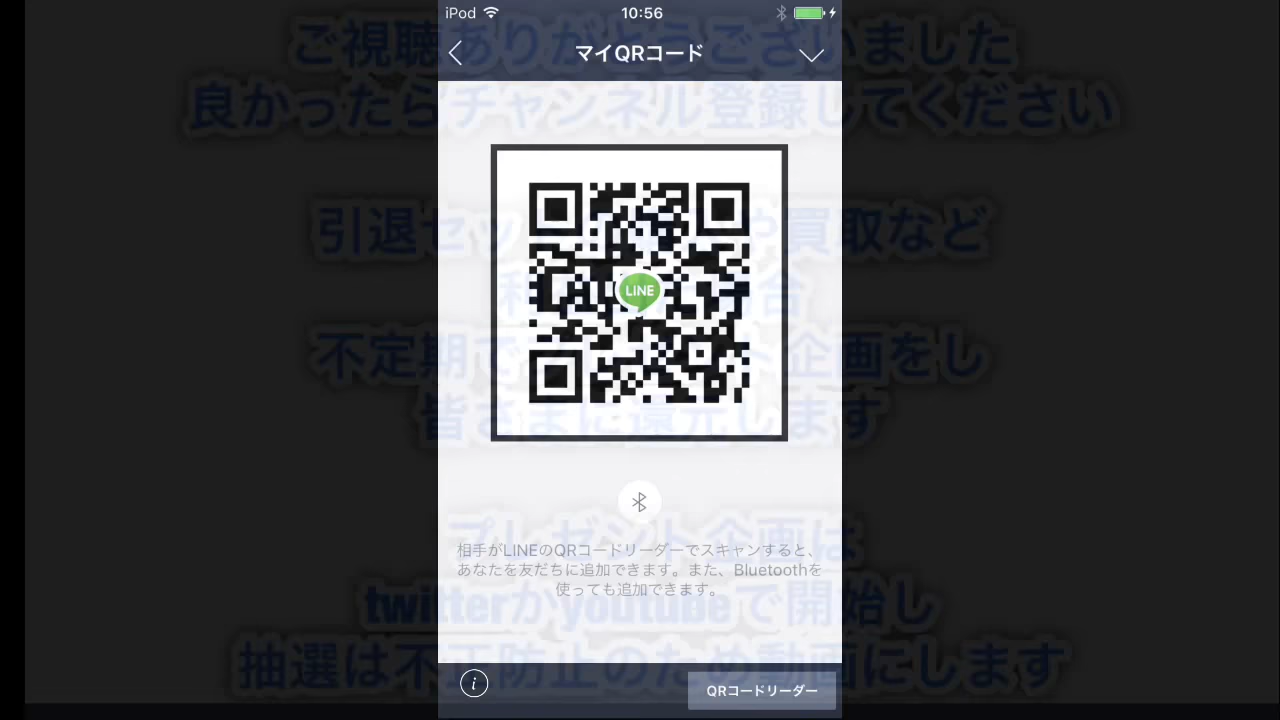 iPod
10:56
マイQRコード
ご視聴ありがとうございました
良かったらチャンネル登録してください
引退セット
や買取など
不定期で
企画をし
皆さまに還元します
LINE
プレゼント企画は
相手がLINEのQRコードリーダーでスキャンすると、
あなたを友だちに追加できます。また、Bluetoothを
使っても追加できます。
twitterかyoutubeで開始し
抽選は不正防止のため動画にします
QRコードリーダー